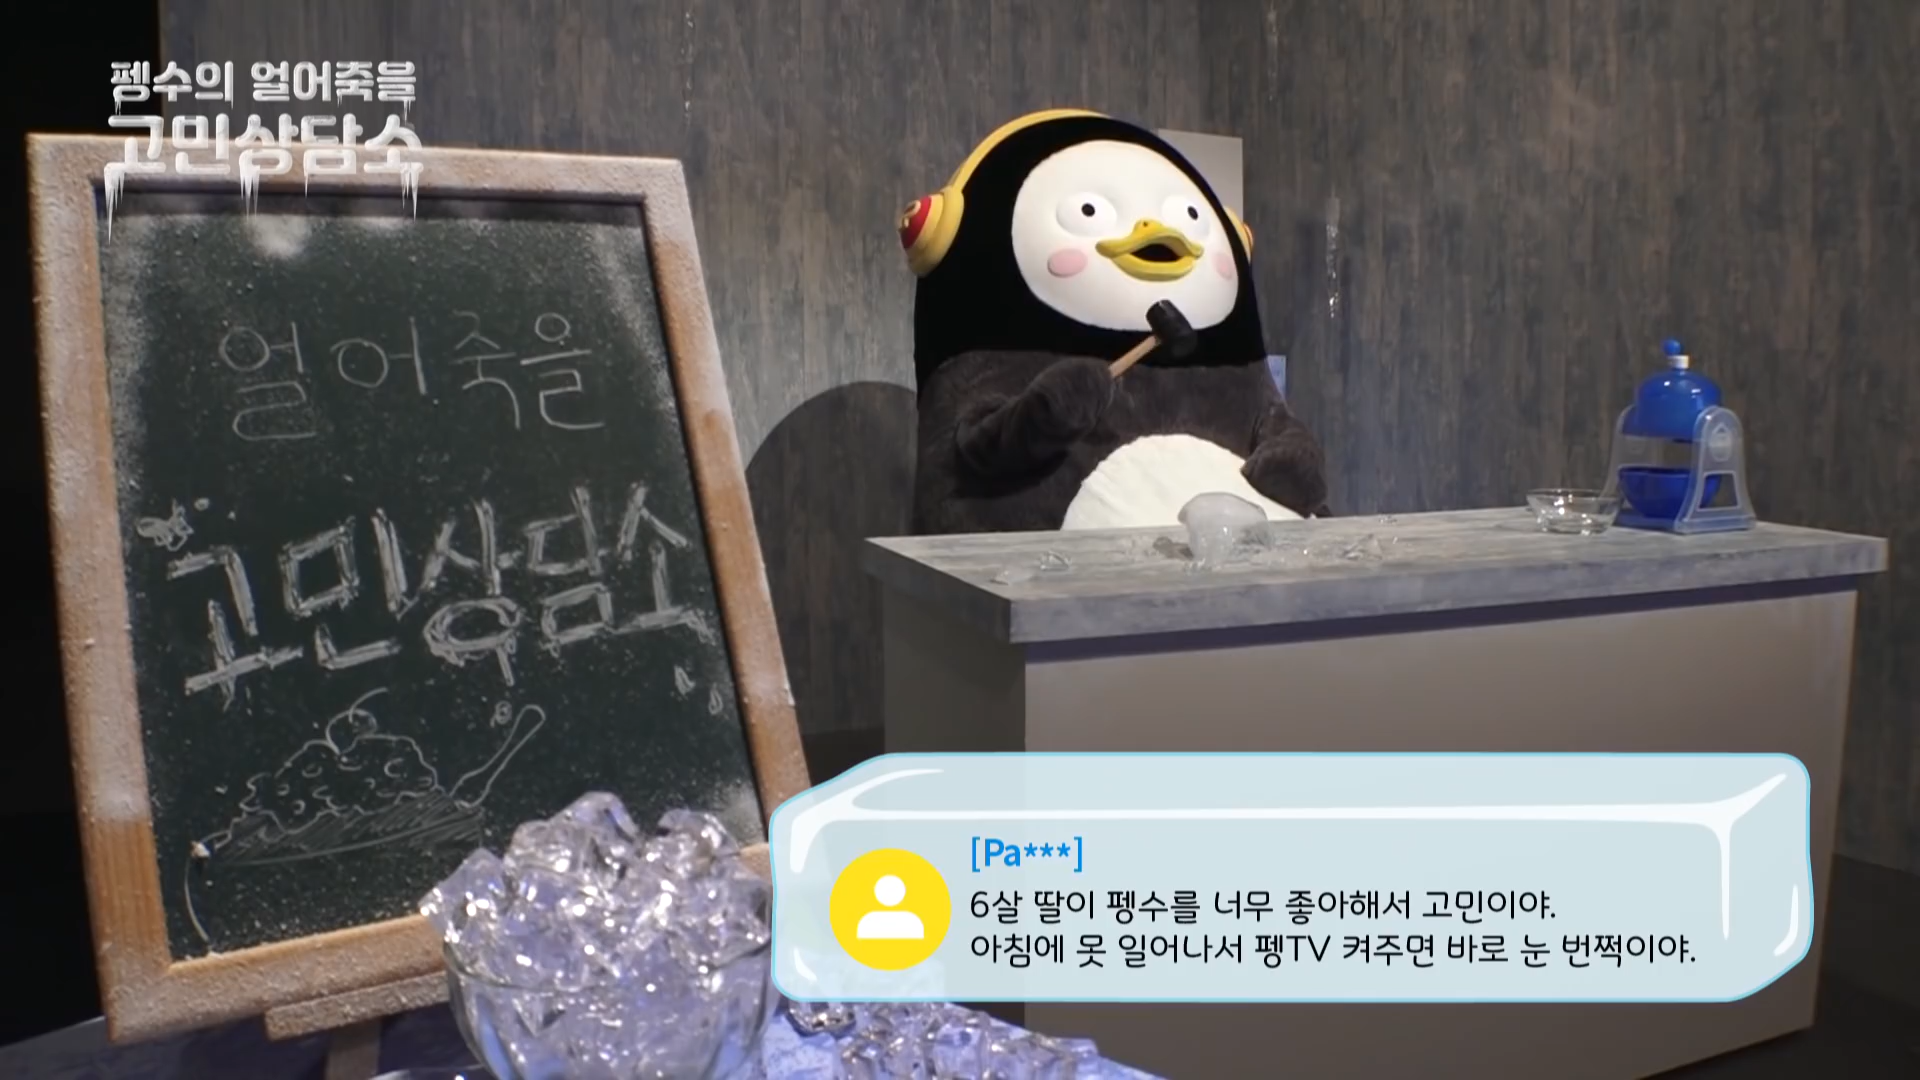 펭수의 얼어죽을
고민상담소
얼어죽을
고민상담소
[Pa***]
6살 딸이 펭수를 너무 좋아해서 고민이야.
아침에 못 일어나서 펭TV 켜주면 바로 눈 번쩍이야.